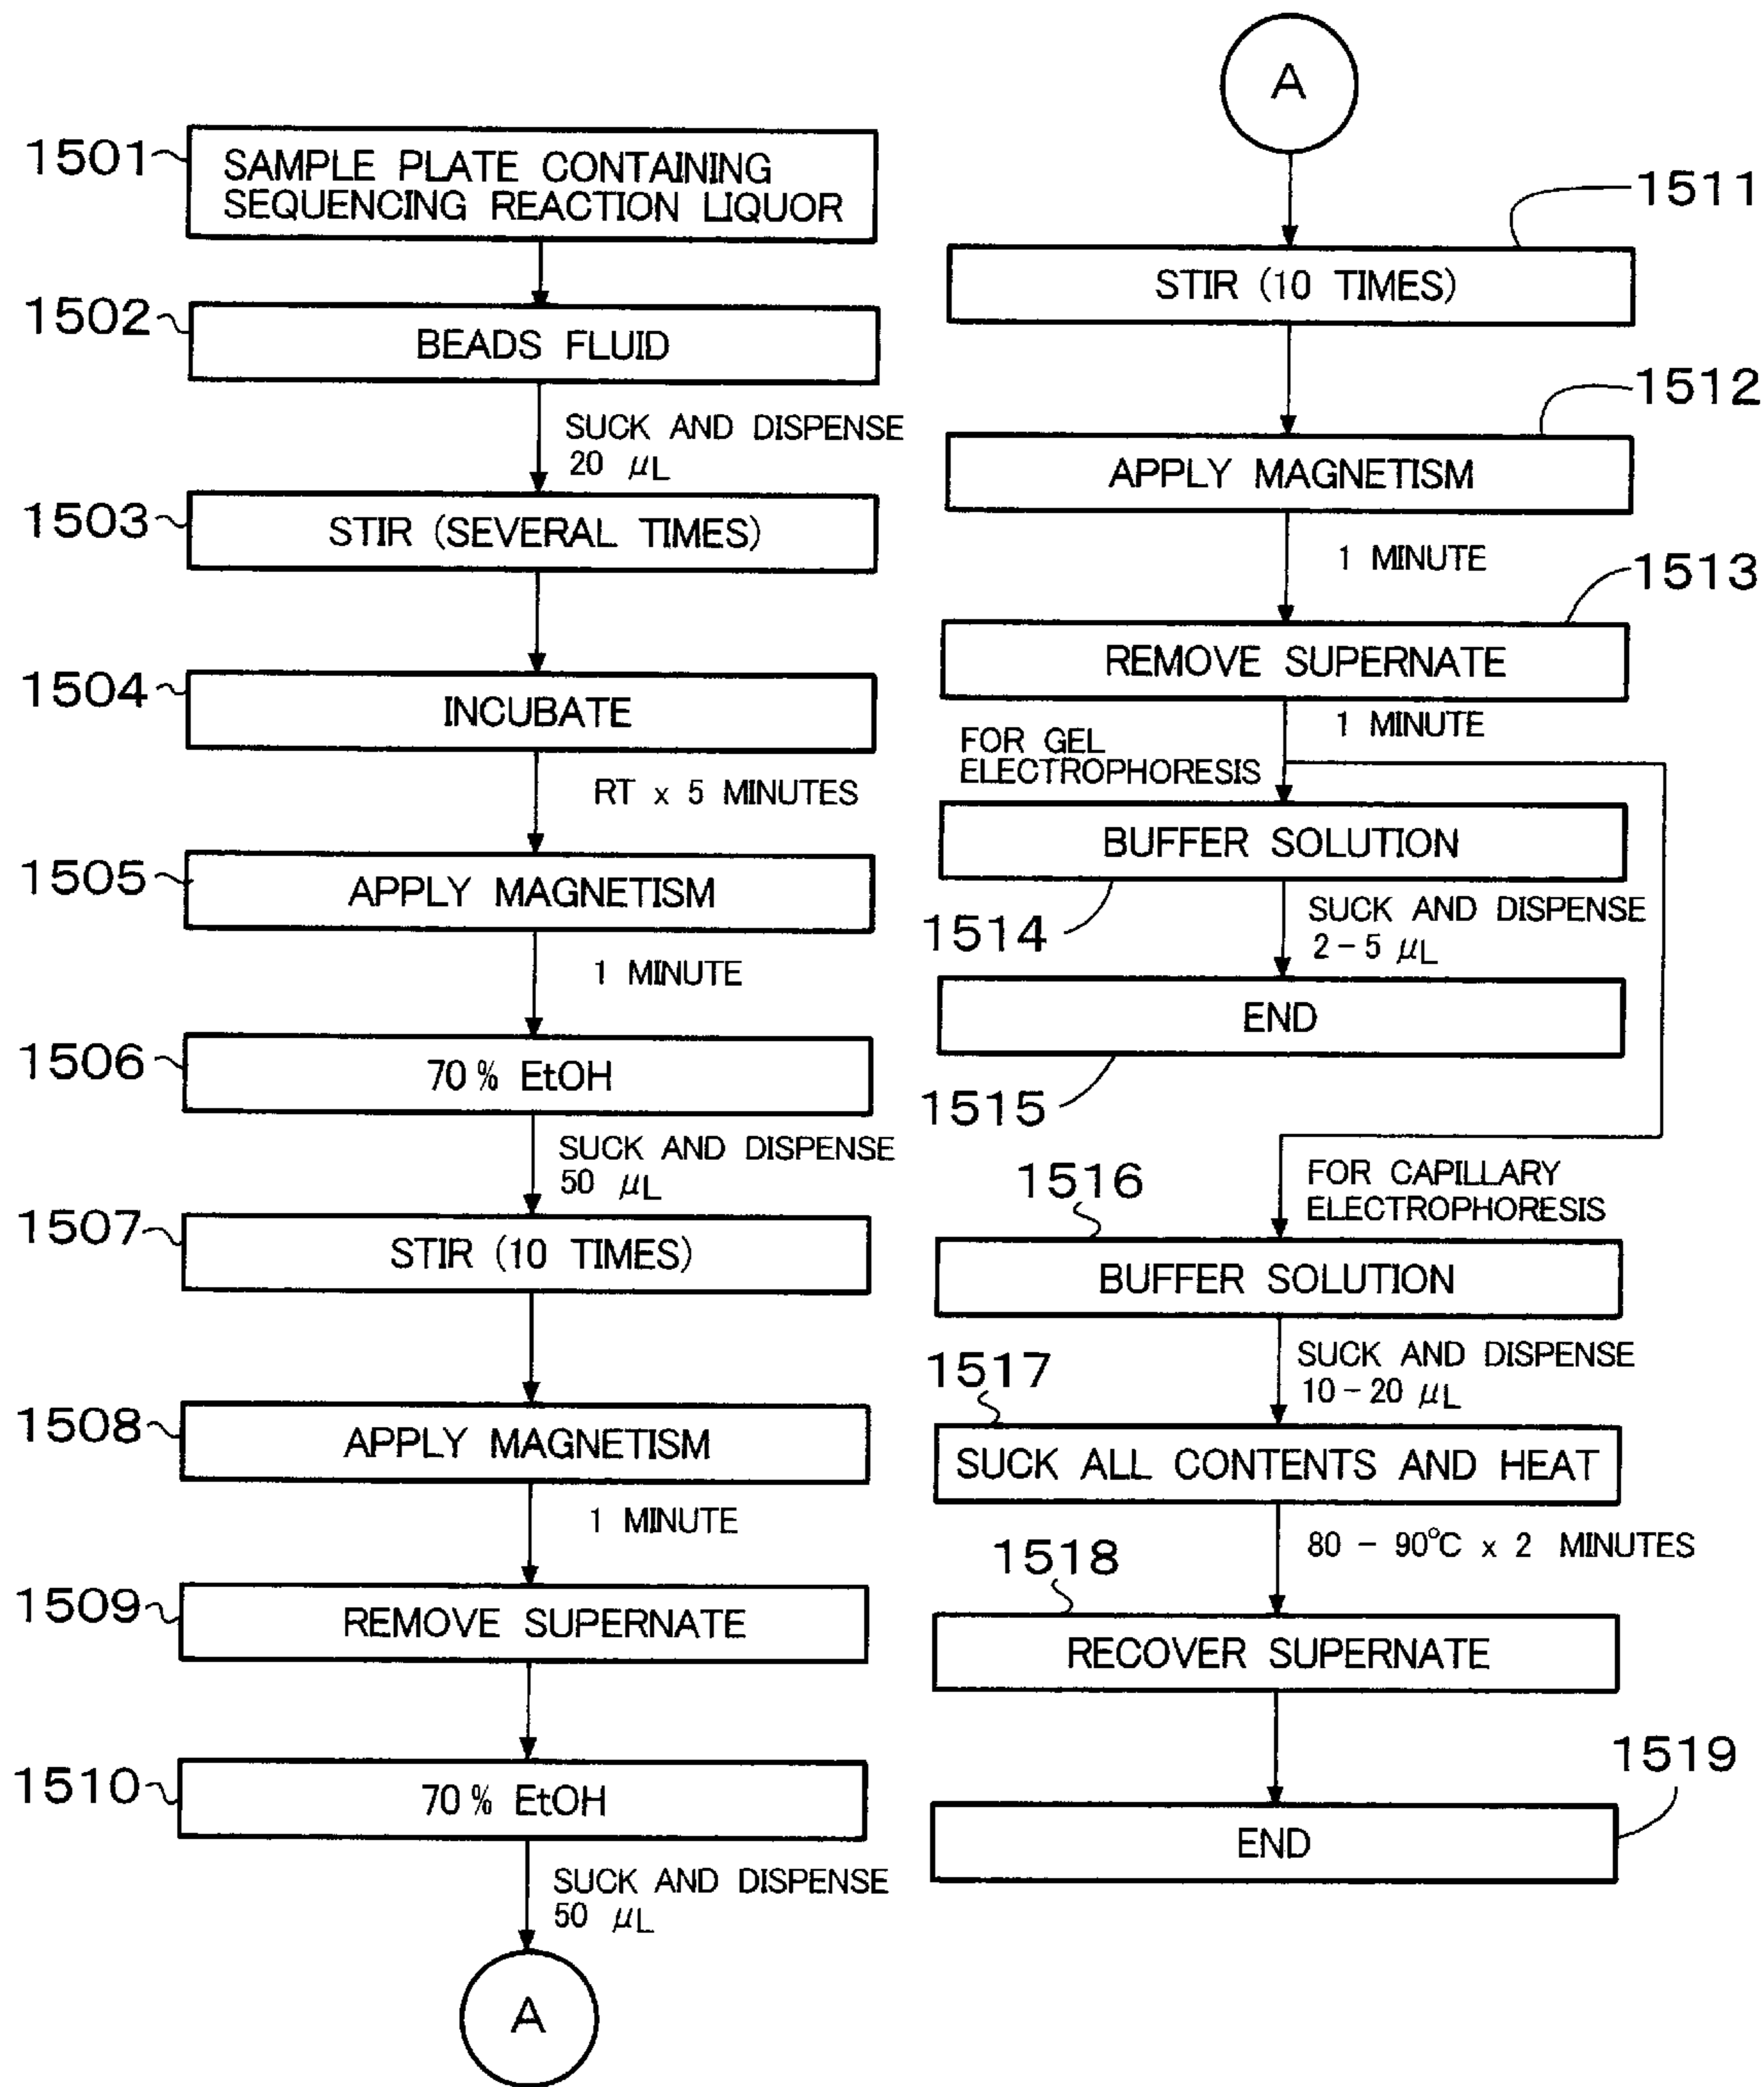 1501
SAMPLE PLATE CONTAINING
SEQUENCING REACTION LIQUOR
1502
BEADS FLUID
SUCK AND DISPENSE
20 μL
1503
STIR (SEVERAL TIMES)
1504
INCUBATE
RT x 5 MINUTES
1505
APPLY MAGNETISM
1 MINUTE
1506
70% EtOH
SUCK AND DISPENSE
50 μL
1507
STIR (10 TIMES)
1508
APPLY MAGNETISM
1 MINUTE
1509
REMOVE SUPERNATE
1510
70% EtOH
SUCK AND DISPENSE
50 μL
A
A
1511
STIR (10 TIMES)
1512
APPLY MAGNETISM
1 MINUTE
1513
REMOVE SUPERNATE
1 MINUTE
FOR GEL
ELECTROPHORESIS
BUFFER SOLUTION
1514
SUCK AND DISPENSE
2-5 μL
END
1515
FOR CAPILLARY
ELECTROPHORESIS
1516
BUFFER SOLUTION
SUCK AND DISPENSE
10-20 μL
1517
SUCK ALL CONTENTS AND HEAT
80 - 90°C x 2 MINUTES
1518
RECOVER SUPERNATE
1519
END